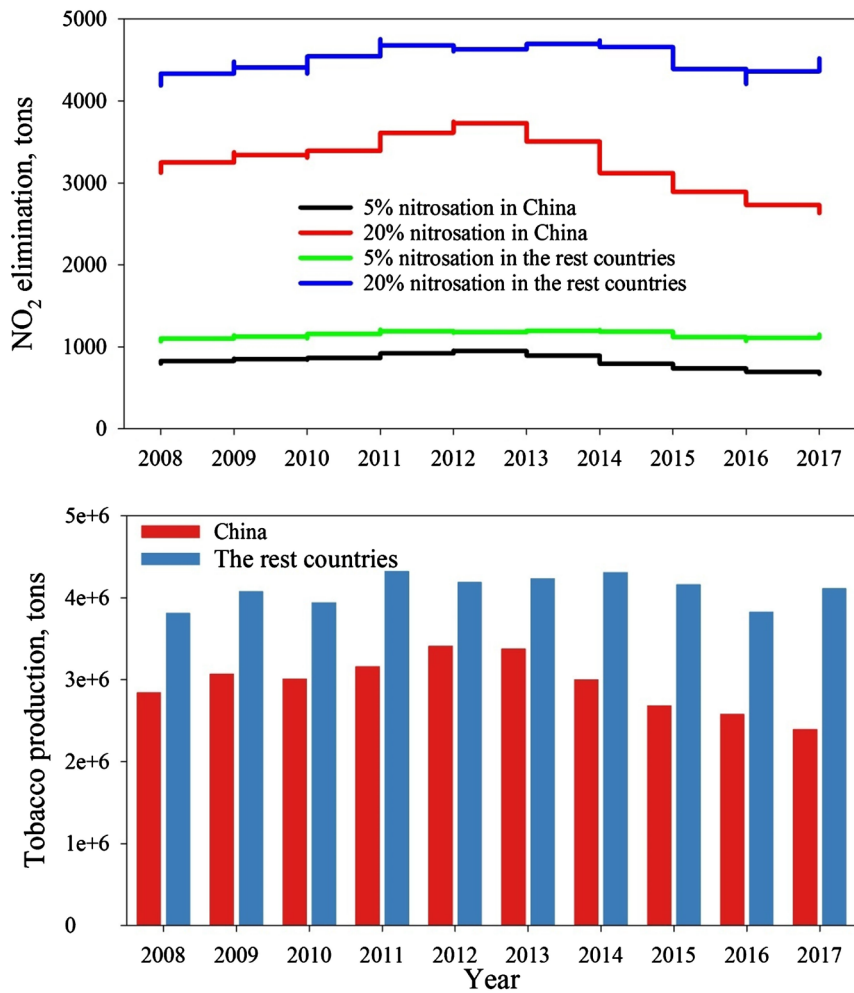 5000
4000
3000
2000
1000
0
NO2 elimination, tons
5% nitrosation in China
20% nitrosation in China
5% nitrosation in the rest countries
20% nitrosation in the rest countries
2008 2009 2010 2011 2012 2013 2014 2015 2016 2017
5e+6
4e+6
3e+6
2e+6
1e+6
0
Tobacco production, tons
China
The rest countries
2008 2009 2010 2011 2012 2013 2014 2015 2016 2017
Year